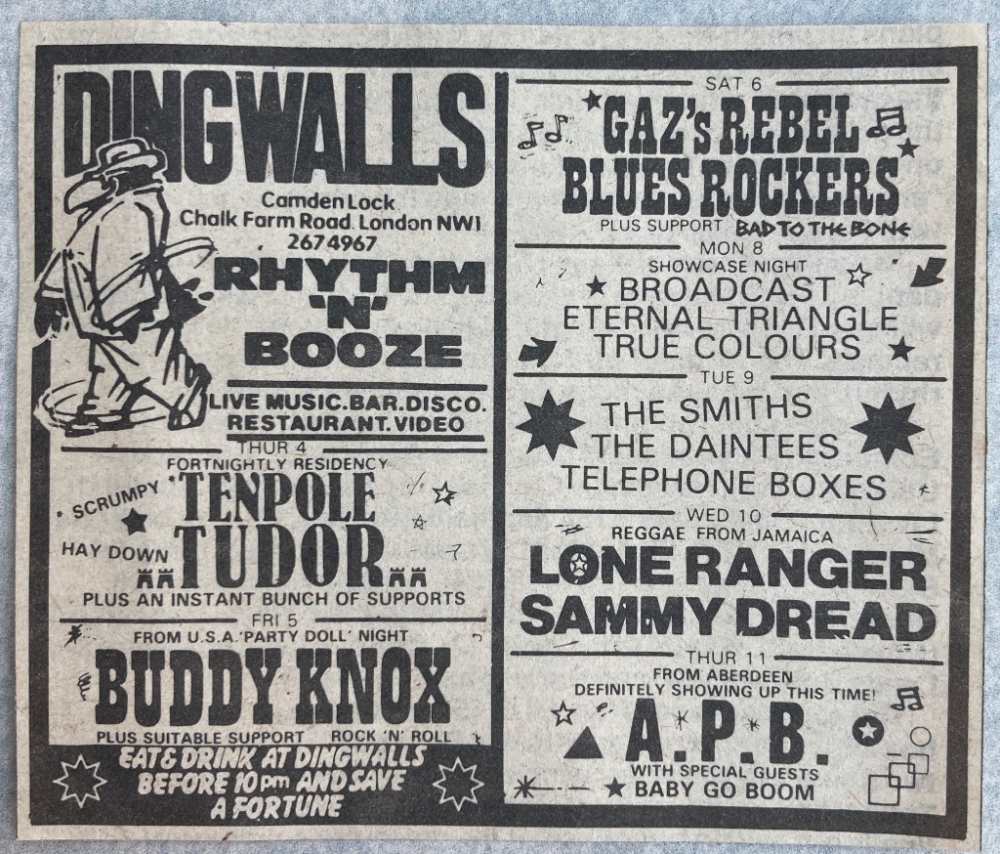 DINGWALLS
Camden Lock
Chalk Farm Road. London NW1
267 4967
RHYTHM
'N'
BOOZE
LIVE MUSIC.BAR.DISCO.
RESTAURANT.VIDEO
THUR 4
FORTNIGHTLY RESIDENCY
SCRUMPY
TENPOLE
HAY DOWN
TUDOR
PLUS AN INSTANT BUNCH OF SUPPORTS
FRI 5
FROM U.S.A. 'PARTY DOLL' NIGHT
BUDDY KNOX
PLUS SUITABLE SUPPORT ROCK 'N' ROLL
EAT & DRINK AT DINGWALLS
BEFORE 10pm AND SAVE
A FORTUNE
SAT 6
GAZ's REBEL
BLUES ROCKERS
PLUS SUPPORT BAD TO THE BONE
MON 8
SHOWCASE NIGHT
BROADCAST
ETERNAL TRIANGLE
TRUE COLOURS
TUE 9
THE SMITHS
THE DAINTEES
TELEPHONE BOXES
WED 10
REGGAE FROM JAMAICA
LONE RANGER
SAMMY DREAD
THUR 11
FROM ABERDEEN
DEFINITELY SHOWING UP THIS TIME!
A.P.B.
WITH SPECIAL GUESTS
BABY GO BOOM